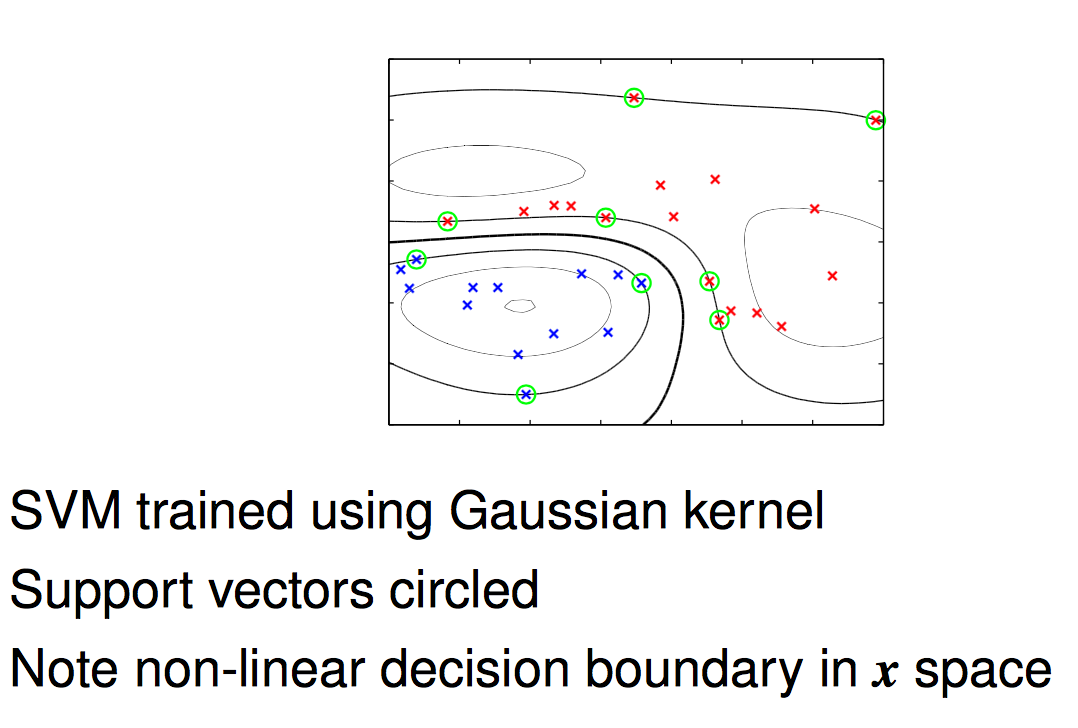 SVM trained using Gaussian kernel
Support vectors circled
Note non-linear decision boundary in x space